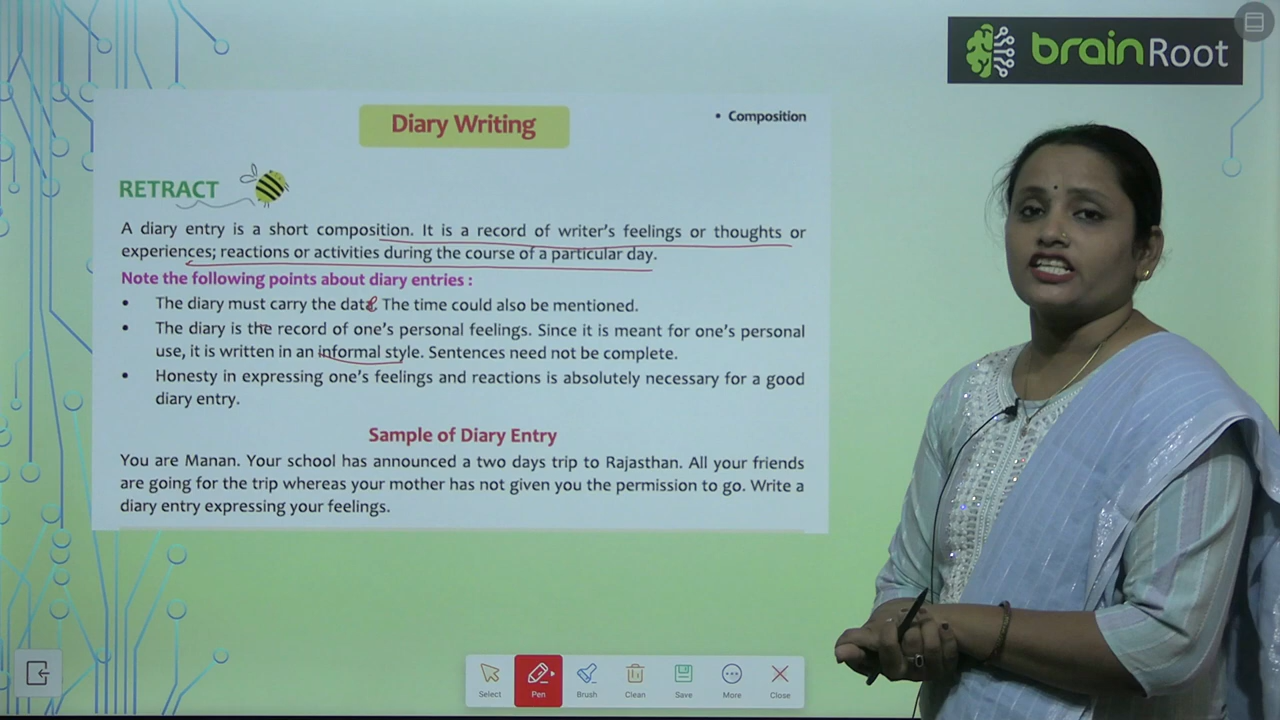 brainRoot
Diary Writing
• Composition
RETRACT
A diary entry is a short composition. It is a record of writer's feelings or thoughts or
experiences; reactions or activities during the course of a particular day.
Note the following points about diary entries :
• The diary must carry the date. The time could also be mentioned.
• The diary is the record of one's personal feelings. Since it is meant for one's personal
use, it is written in an informal style. Sentences need not be complete.
• Honesty in expressing one's feelings and reactions is absolutely necessary for a good
diary entry.
Sample of Diary Entry
You are Manan. Your school has announced a two days trip to Rajasthan. All your friends
are going for the trip whereas your mother has not given you the permission to go. Write a
diary entry expressing your feelings.
Select Pen Brush Clean Save More Close